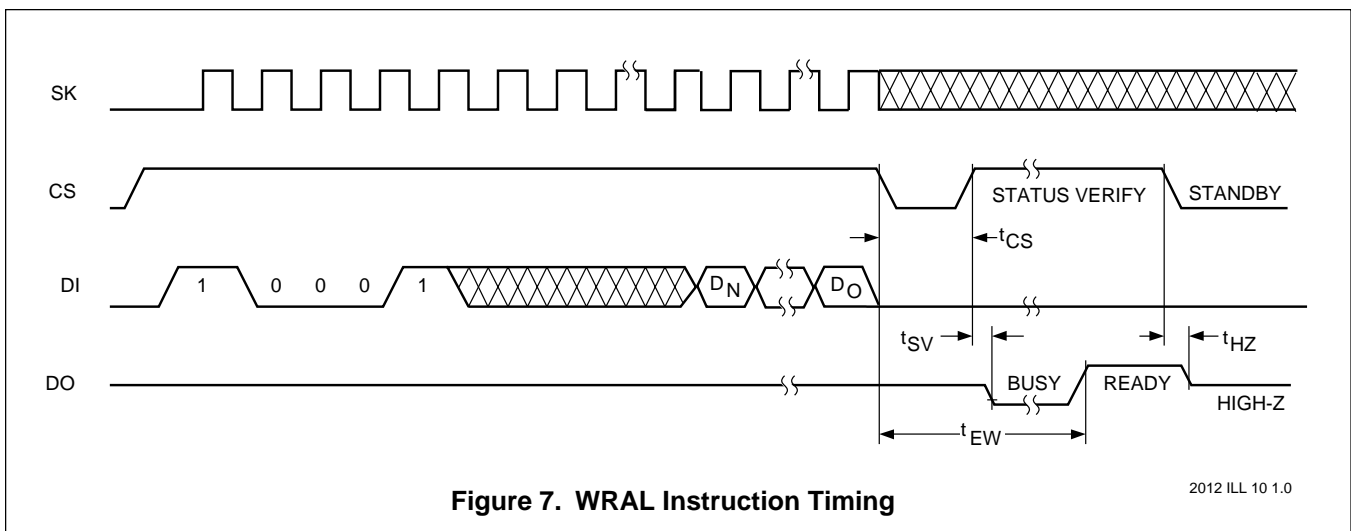 SK
CS
STATUS VERIFY
STANDBY
tCS
DI
1
0 0 0
1
DN
DO
tSV
tHZ
DO
BUSY
READY
HIGH-Z
tEW
Figure 7. WRAL Instruction Timing
2012 ILL 10 1.0